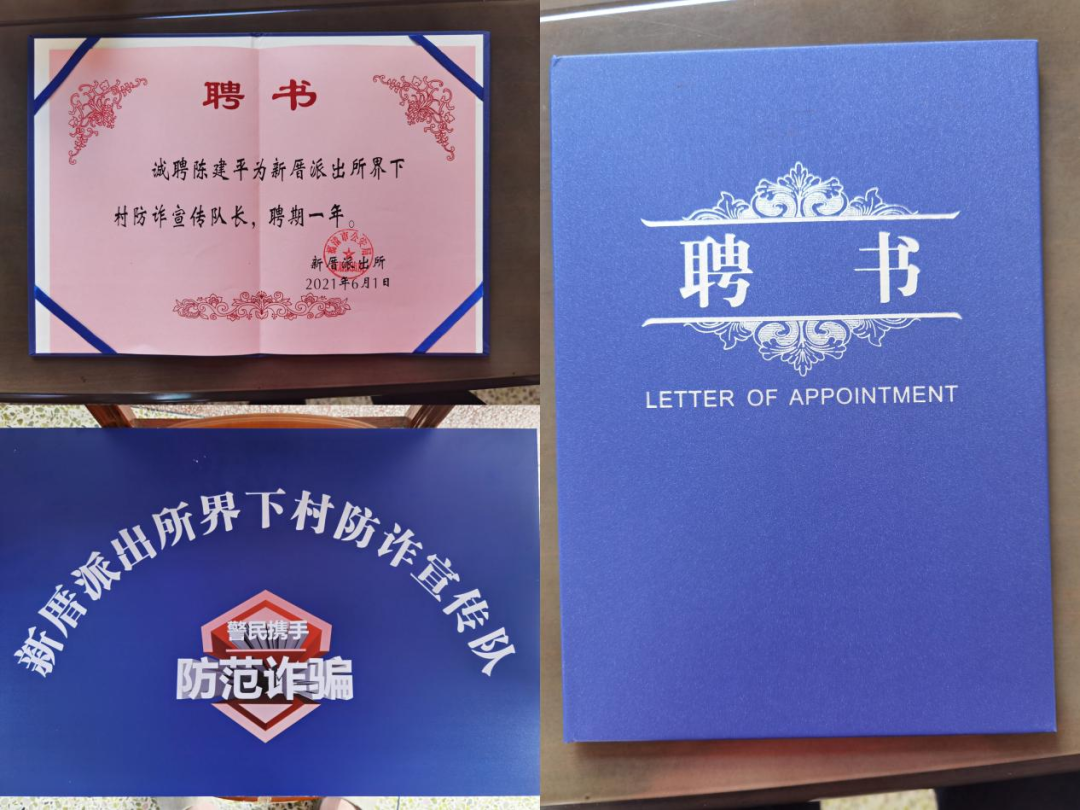 聘书
诚聘陈建平为新厝派出所界下
村防诈宣传队长，聘期一年。
新厝派出所
2021年6月1日
新厝派出所界下村防诈宣传队
警民携手
防范诈骗
聘 书
LETTER OF APPOINTMENT